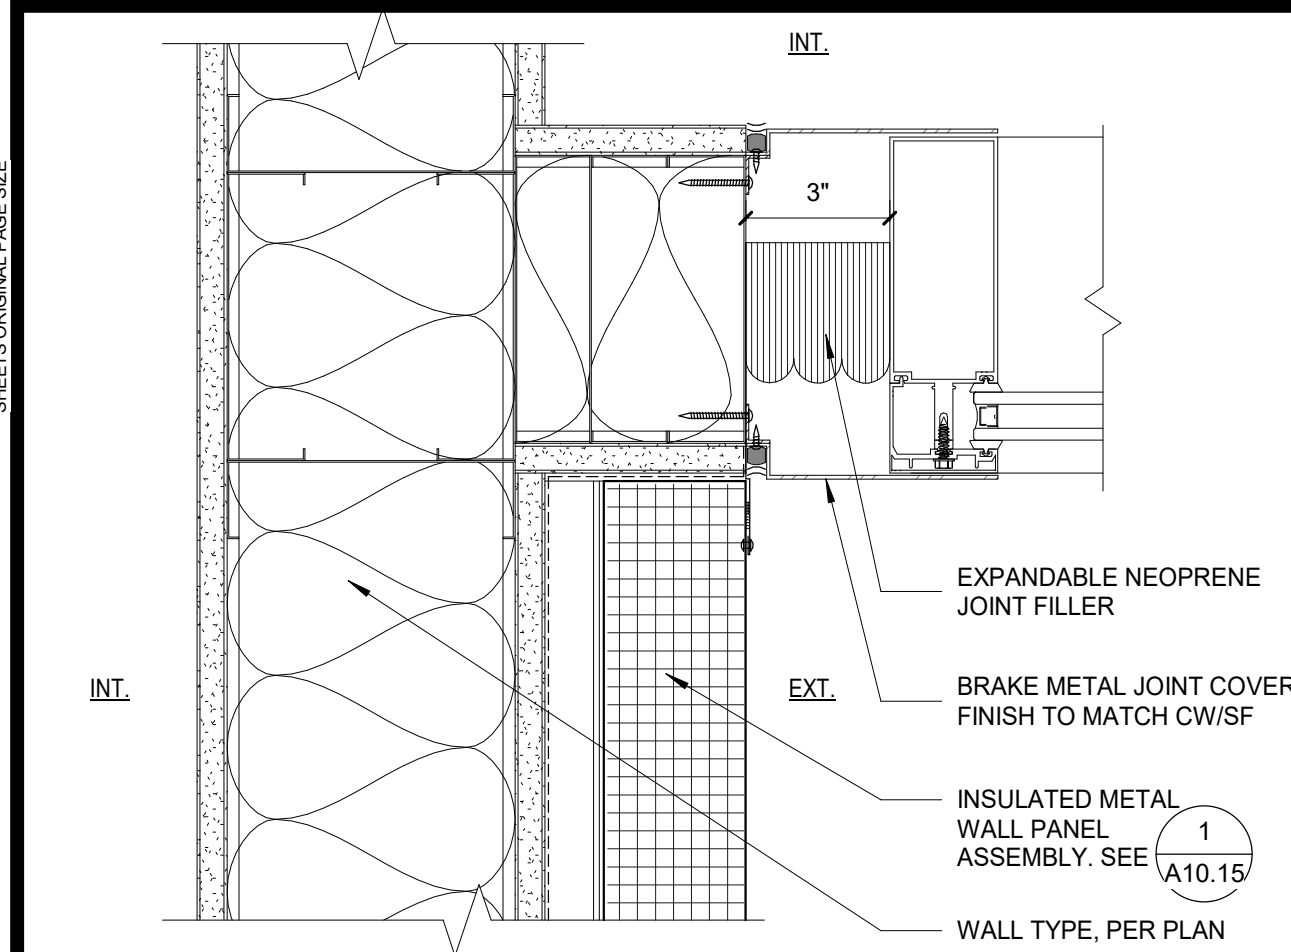 INT.
SHEETS ORIGINAL PAGE SIZE
3"
EXPANDABLE NEOPRENE
JOINT FILLER
INT.
EXT.
BRAKE METAL JOINT COVER
FINISH TO MATCH CW/SF
INSULATED METAL
WALL PANEL
ASSEMBLY. SEE
1
A10.15
WALL TYPE, PER PLAN